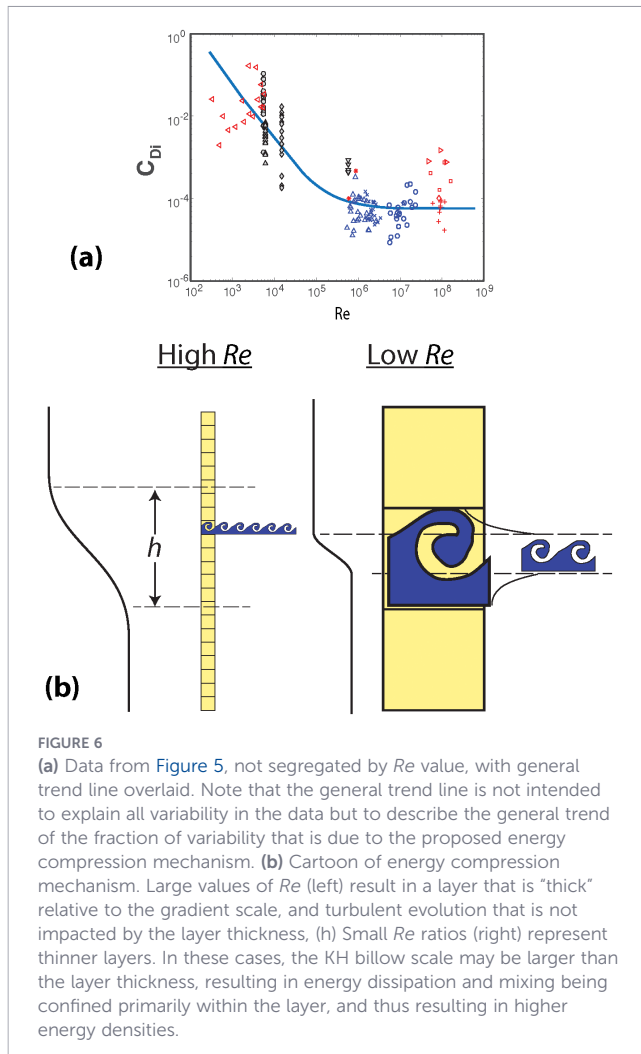 10^0
10^-2
10^-4
10^-6
C_Di
10^2 10^3 10^4 10^5 10^6 10^7 10^8 10^9
Re
(a)
High Re Low Re
h
(b)
FIGURE 6
(a) Data from Figure 5, not segregated by Re value, with general
trend line overlaid. Note that the general trend line is not intended
to explain all variability in the data but to describe the general trend
of the fraction of variability that is due to the proposed energy
compression mechanism. (b) Cartoon of energy compression
mechanism. Large values of Re (left) result in a layer that is “thick”
relative to the gradient scale, and turbulent evolution that is not
impacted by the layer thickness, (h) Small Re ratios (right) represent
thinner layers. In these cases, the KH billow scale may be larger than
the layer thickness, resulting in energy dissipation and mixing being
confined primarily within the layer, and thus resulting in higher
energy densities.